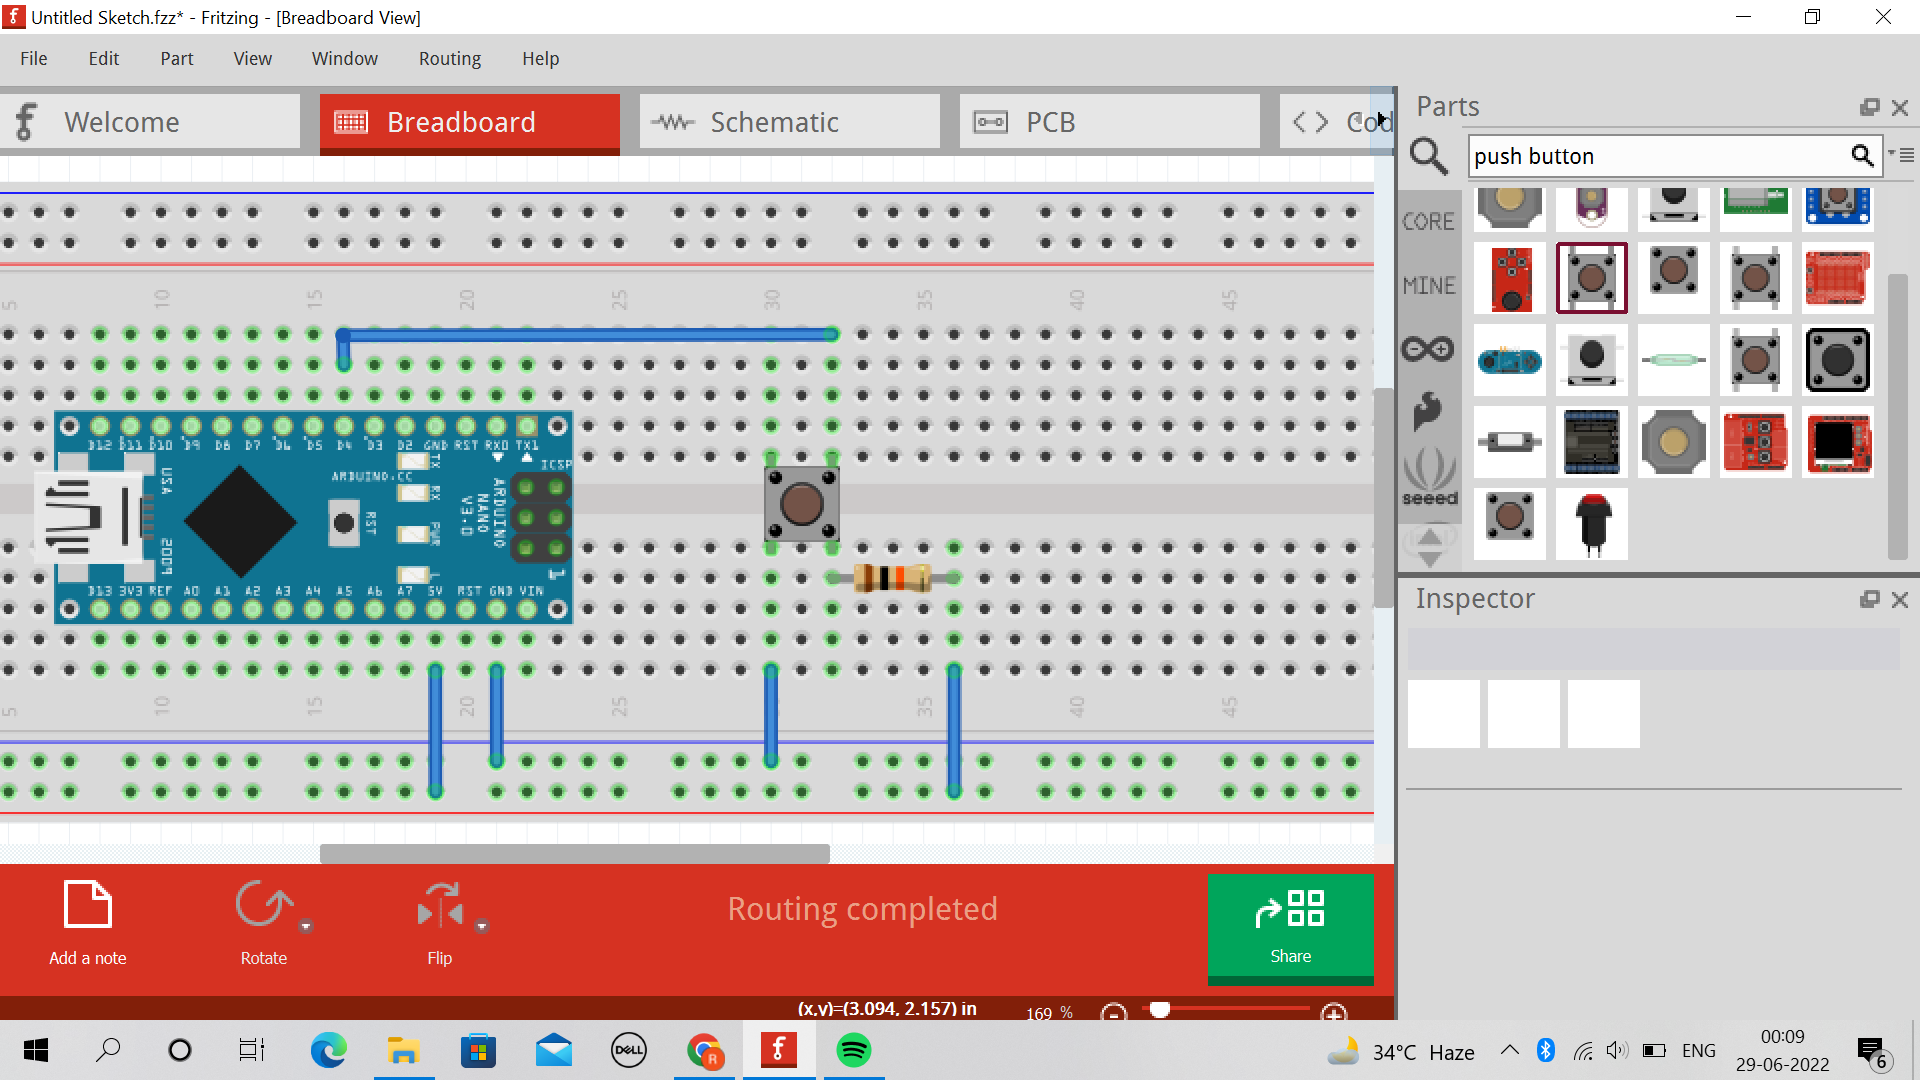 Untitled Sketch.fzz* - Fritzing - [Breadboard View]
File Edit Part View Window Routing Help
Welcome
Breadboard
Schematic
PCB
Cod
Parts
push button
CORE
MINE
seeed
5 10 15 20 25 30 35 40 45
D12 D11 D10 D9 D8 D7 D6 D5 D4 D3 D2 GND RST RX0 TX1
ARDUINO.CC
ICSP
USA
2009
TX
RX
PWR
L
RST
ARDUINO
NANO
V3.0
1
D13 3V3 REF A0 A1 A2 A3 A4 A5 A6 A7 5V RST GND VIN
5 10 15 20 25 35 40 45
Inspector
Add a note
Rotate
Flip
Routing completed
Share
(x,y)=(3.094, 2.157) in
169 %
DELL
R
34°C Haze
ENG
00:09
29-06-2022
6